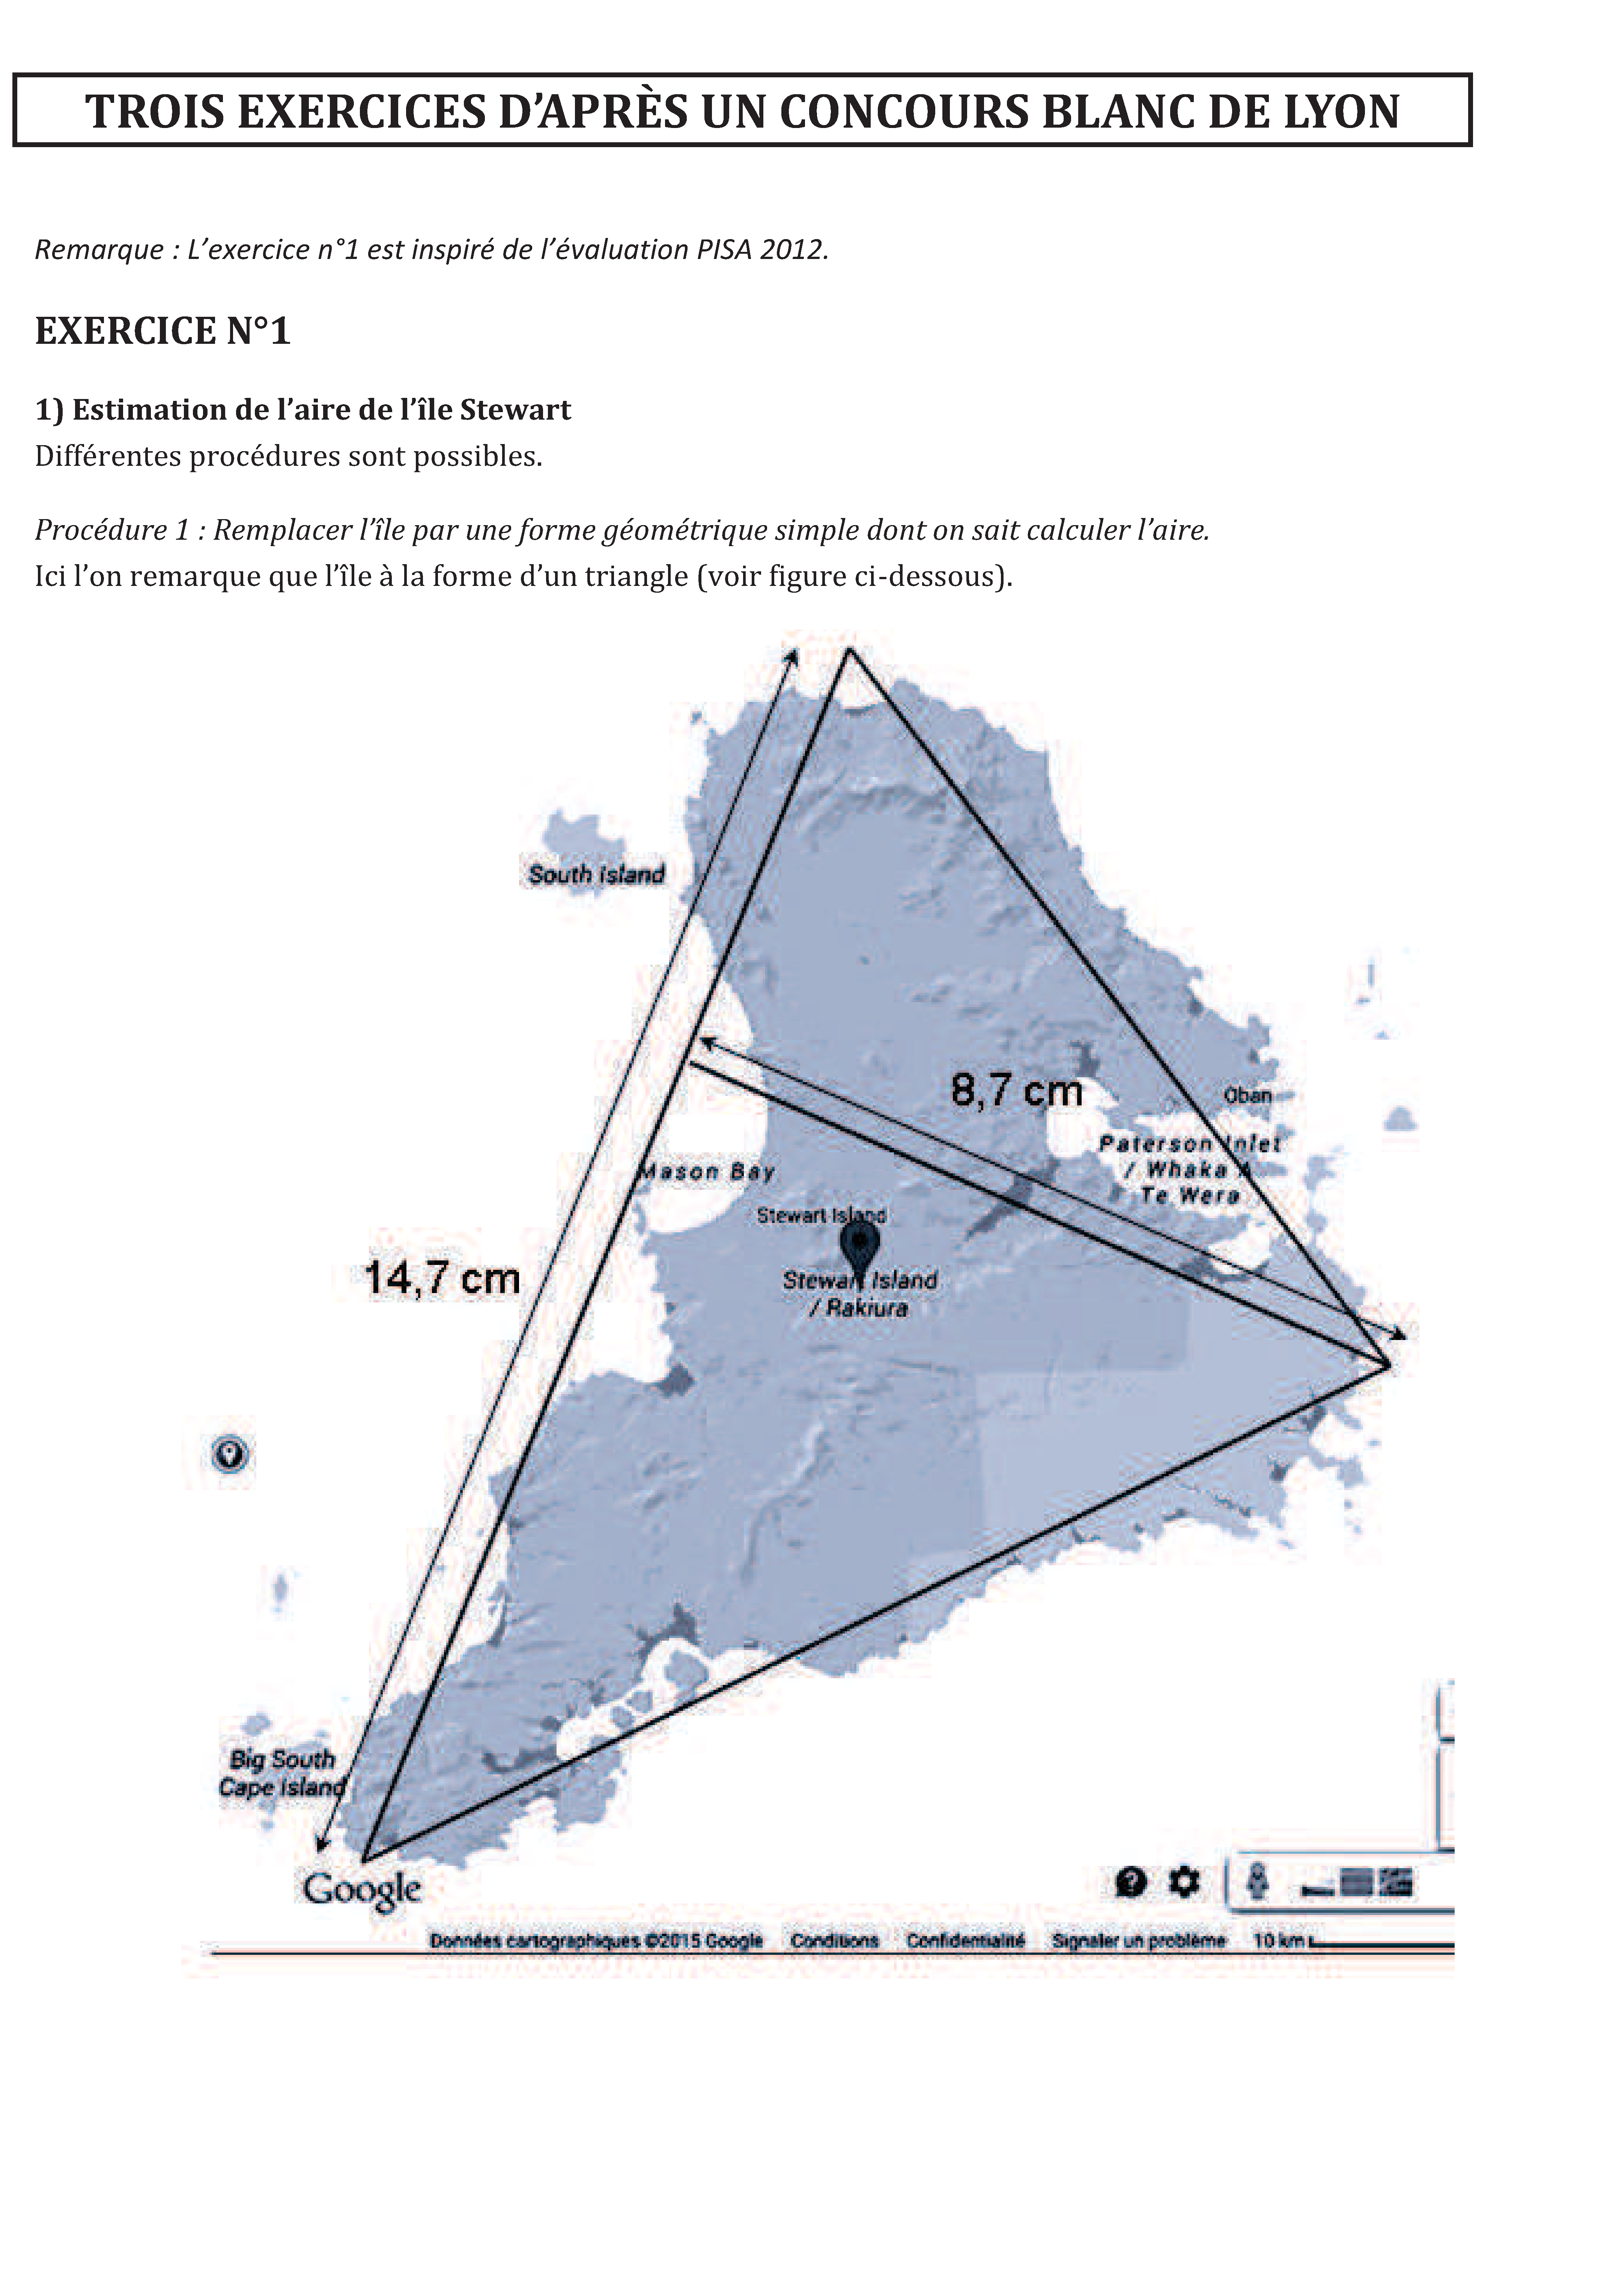 TROIS EXERCICES D’APRÈS UN CONCOURS BLANC DE LYON
Remarque : L’exercice n°1 est inspiré de l’évaluation PISA 2012.
EXERCICE N°1
1) Estimation de l’aire de l’île Stewart
Différentes procédures sont possibles.
Procédure 1 : Remplacer l’île par une forme géométrique simple dont on sait calculer l’aire.
Ici l’on remarque que l’île à la forme d’un triangle (voir figure ci-dessous).
South island
8,7 cm
Oban
Paterson Inlet
/ Whaka A
Te Wera
Mason Bay
Stewart Island
14,7 cm
Stewart Island
/ Rakiura
Big South
Cape Island
Google
Données cartographiques ©2015 Google Conditions Confidentialité Signaler un problème 10 km